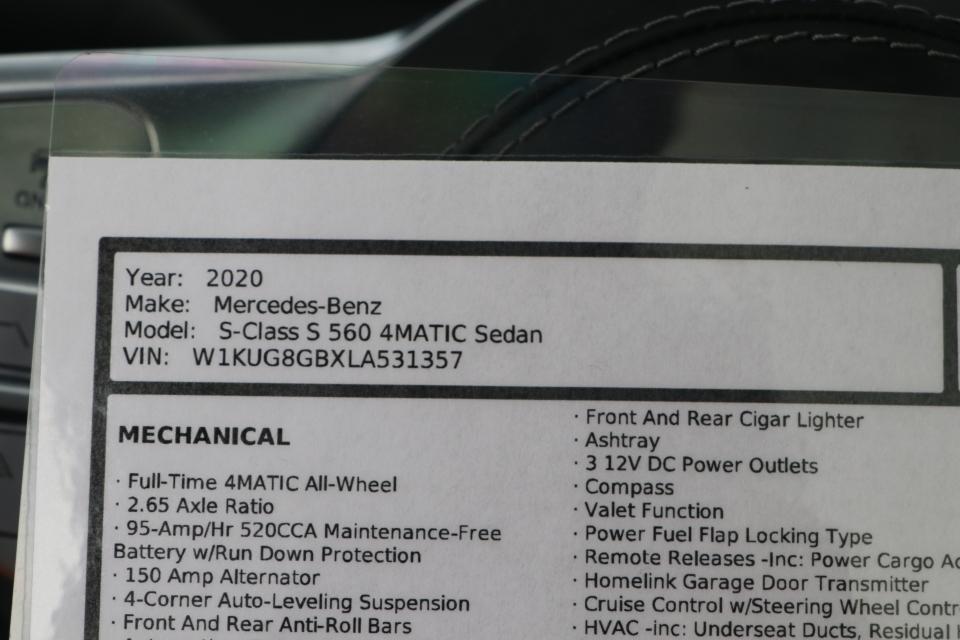 Year: 2020
Make: Mercedes-Benz
Model: S-Class S 560 4MATIC Sedan
VIN: W1KUG8GBXLA531357
MECHANICAL
· Full-Time 4MATIC All-Wheel
· 2.65 Axle Ratio
· 95-Amp/Hr 520CCA Maintenance-Free
Battery w/Run Down Protection
· 150 Amp Alternator
· 4-Corner Auto-Leveling Suspension
· Front And Rear Anti-Roll Bars
· Front And Rear Cigar Lighter
· Ashtray
· 3 12V DC Power Outlets
· Compass
· Valet Function
· Power Fuel Flap Locking Type
· Remote Releases -Inc: Power Cargo
· Homelink Garage Door Transmitter
· Cruise Control w/Steering Wheel
· HVAC -inc: Underseat Ducts, Residual